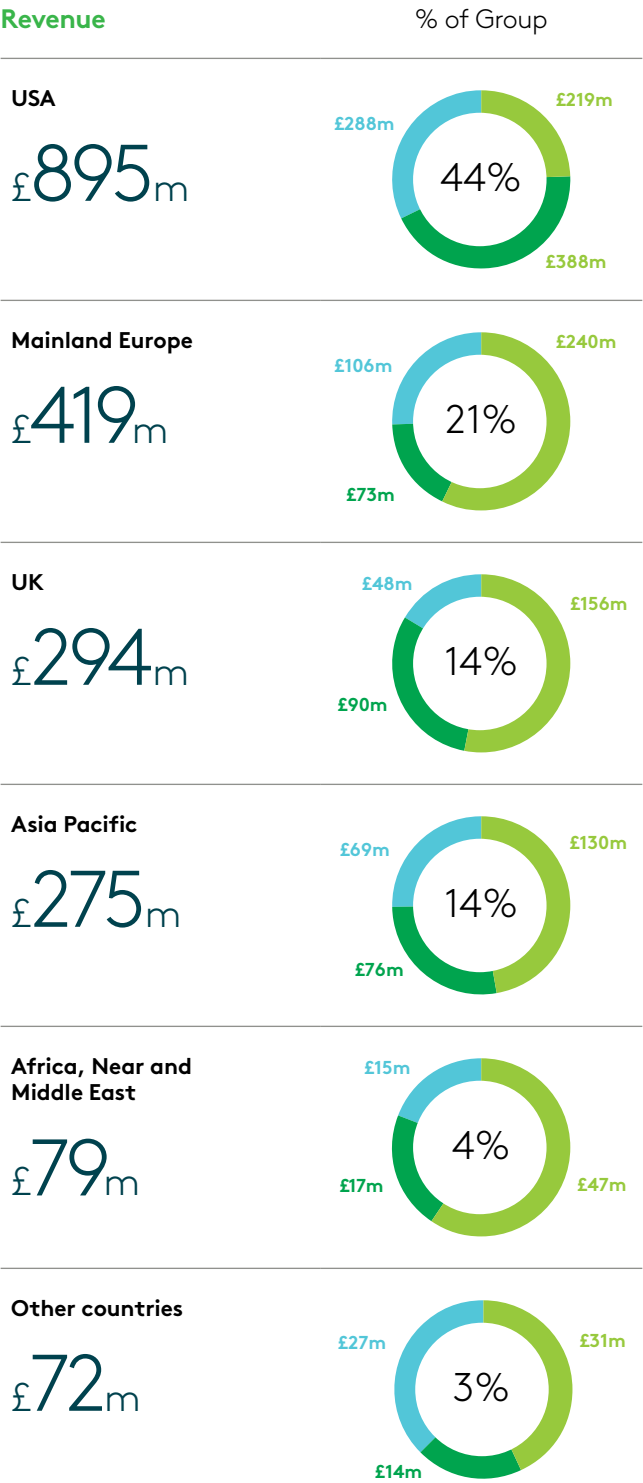 Revenue
% of Group
USA
£895m
£288m
£219m
44%
£388m
Mainland Europe
£419m
£106m
£240m
21%
£73m
UK
£294m
£48m
£156m
14%
£90m
Asia Pacific
£275m
£69m
£130m
14%
£76m
Africa, Near and
Middle East
£79m
£15m
4%
£17m
£47m
Other countries
£72m
£27m
£31m
3%
£14m